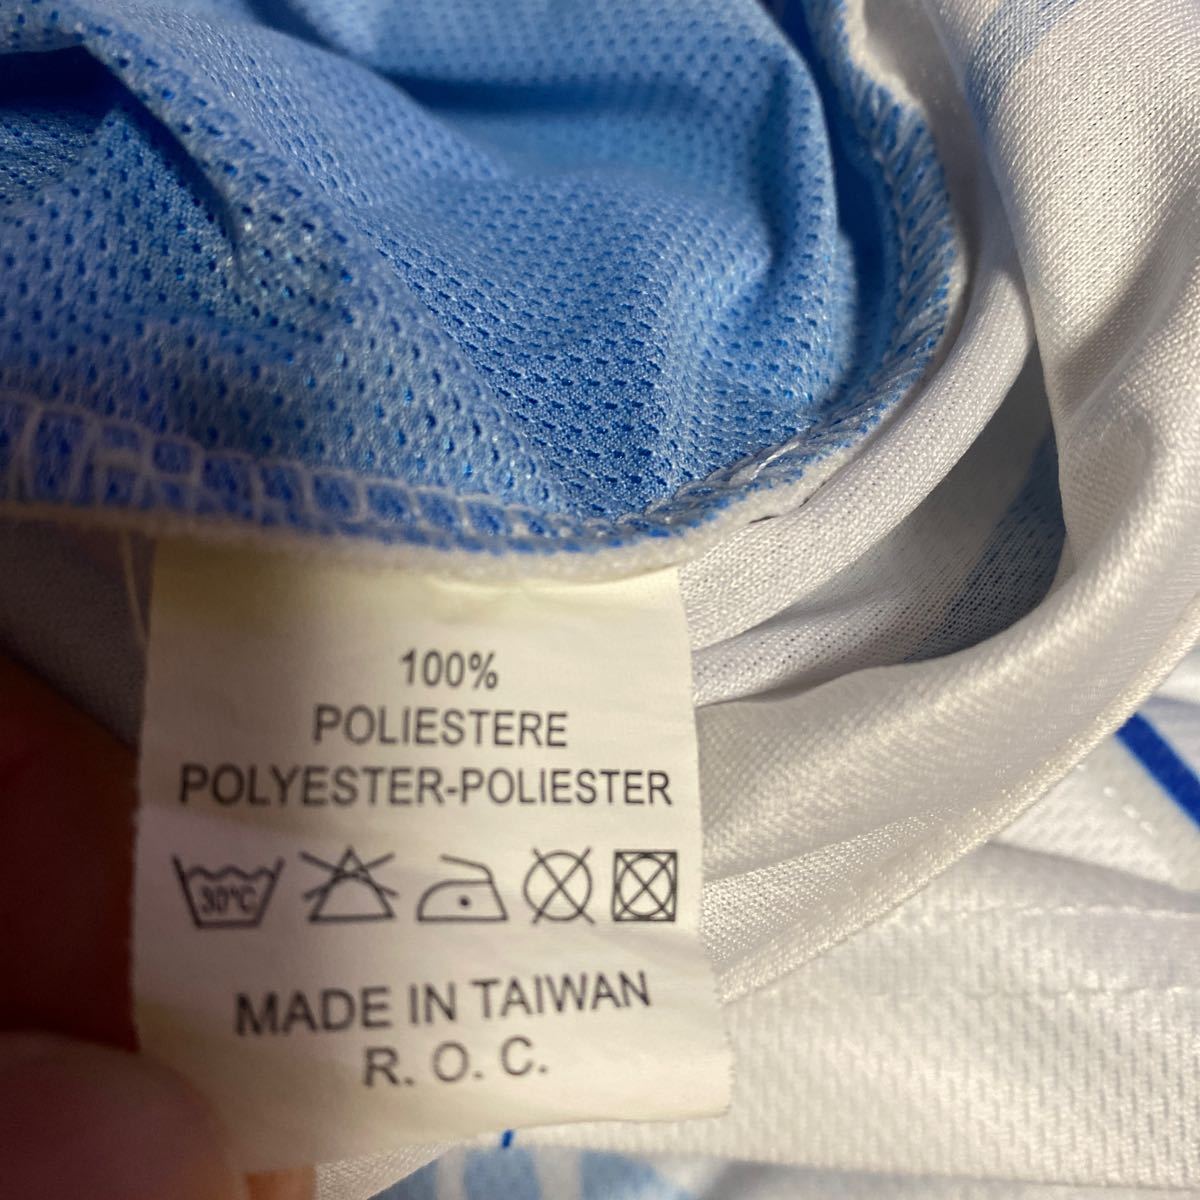 100%
POLIESTERE
POLYESTER-POLIESTER
30°C
MADE IN TAIWAN
R. O. C.